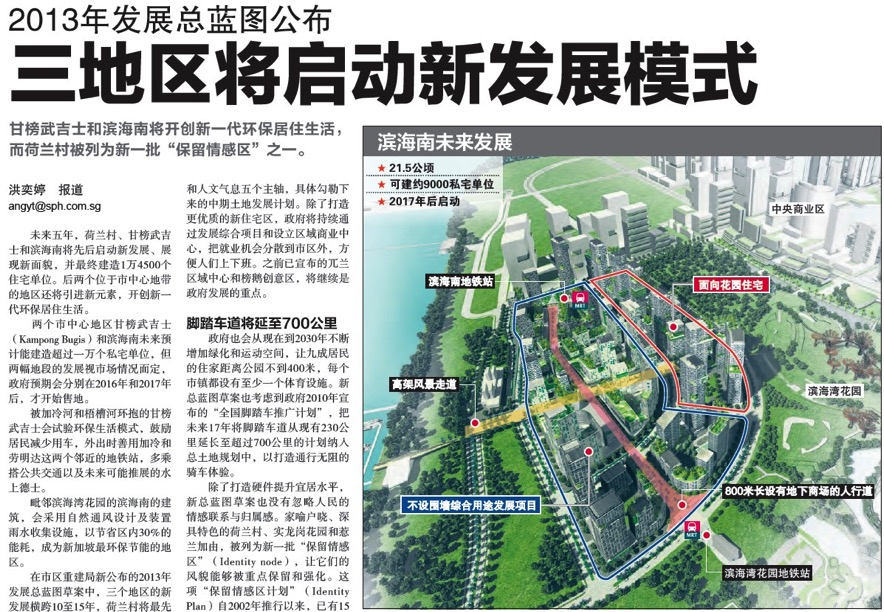 2013年发展总蓝图公布
三地区将启动新发展模式
甘榜武吉士和滨海南将开创新一代环保居住生活，
而荷兰村被列为新一批“保留情感区”之一。
洪奕婷　报道
angyt@sph.com.sg
未来五年，荷兰村、甘榜武吉
士和滨海南将先后启动新发展、展
现新面貌，并最终建造1万4500个
住宅单位。后两个位于市中心地带
的地区还将引进新元素，开创新一
代环保居住生活。
两个市中心地区甘榜武吉士
（Kampong Bugis）和滨海南未来预
计能建造超过一万个私宅单位，但
两幅地段的发展视市场情况而定，
政府预期会分别在2016年和2017年
后，才开始售地。
被加冷河和梧槽河环抱的甘榜
武吉士会试验环保生活模式，鼓励
居民减少用车，外出时善用加冷和
劳明达这两个邻近的地铁站，多乘
搭公共交通以及未来可能推展的水
上德士。
毗邻滨海湾花园的滨海南的建
筑，会采用自然通风设计及装置
雨水收集设施，以节省区内30%的
能耗，成为新加坡最环保节能的地
区。
在市区重建局新公布的2013年
发展总蓝图草案中，三个地区的新
发展横跨10至15年，荷兰村将最先
和人文气息五个主轴，具体勾勒下
来的中期土地发展计划。除了打造
更优质的新住宅区，政府将持续通
过发展综合项目和设立区域商业中
心，把就业机会分散到市区外，方
便人们上下班。之前已宣布的兀兰
区域中心和榜鹅创意区，将继续是
政府发展的重点。
脚踏车道将延至700公里
政府也会从现在到2030年不断
增加绿化和运动空间，让九成居民
的住家距离公园不到400米，每个
市镇都设有至少一个体育设施。新
总蓝图草案也考虑到政府2010年宣
布的“全国脚踏车推广计划”，把
未来17年将脚踏车道从现有230公
里延长至超过700公里的计划纳入
总土地规划中，以打造通行无阻的
骑车体验。
除了打造硬件提升宜居水平，
新总蓝图草案也没有忽略人民的
情感联系与归属感。家喻户晓、深
具特色的荷兰村、实龙岗花园和惹
兰加由，被列为新一批“保留情感
区”（Identity node），让它们的
风貌能够被重点保留和强化。这
项“保留情感区计划”（Identity
Plan）自2002年推行以来，已有15
滨海南未来发展
★ 21.5公顷
★ 可建约9000私宅单位
★ 2017年后启动
中央商业区
滨海南地铁站
MRT
面向花园住宅
高架风景走道
滨海湾花园
800米长设有地下商场的人行道
不设围墙综合用途发展项目
MRT
滨海湾花园地铁站